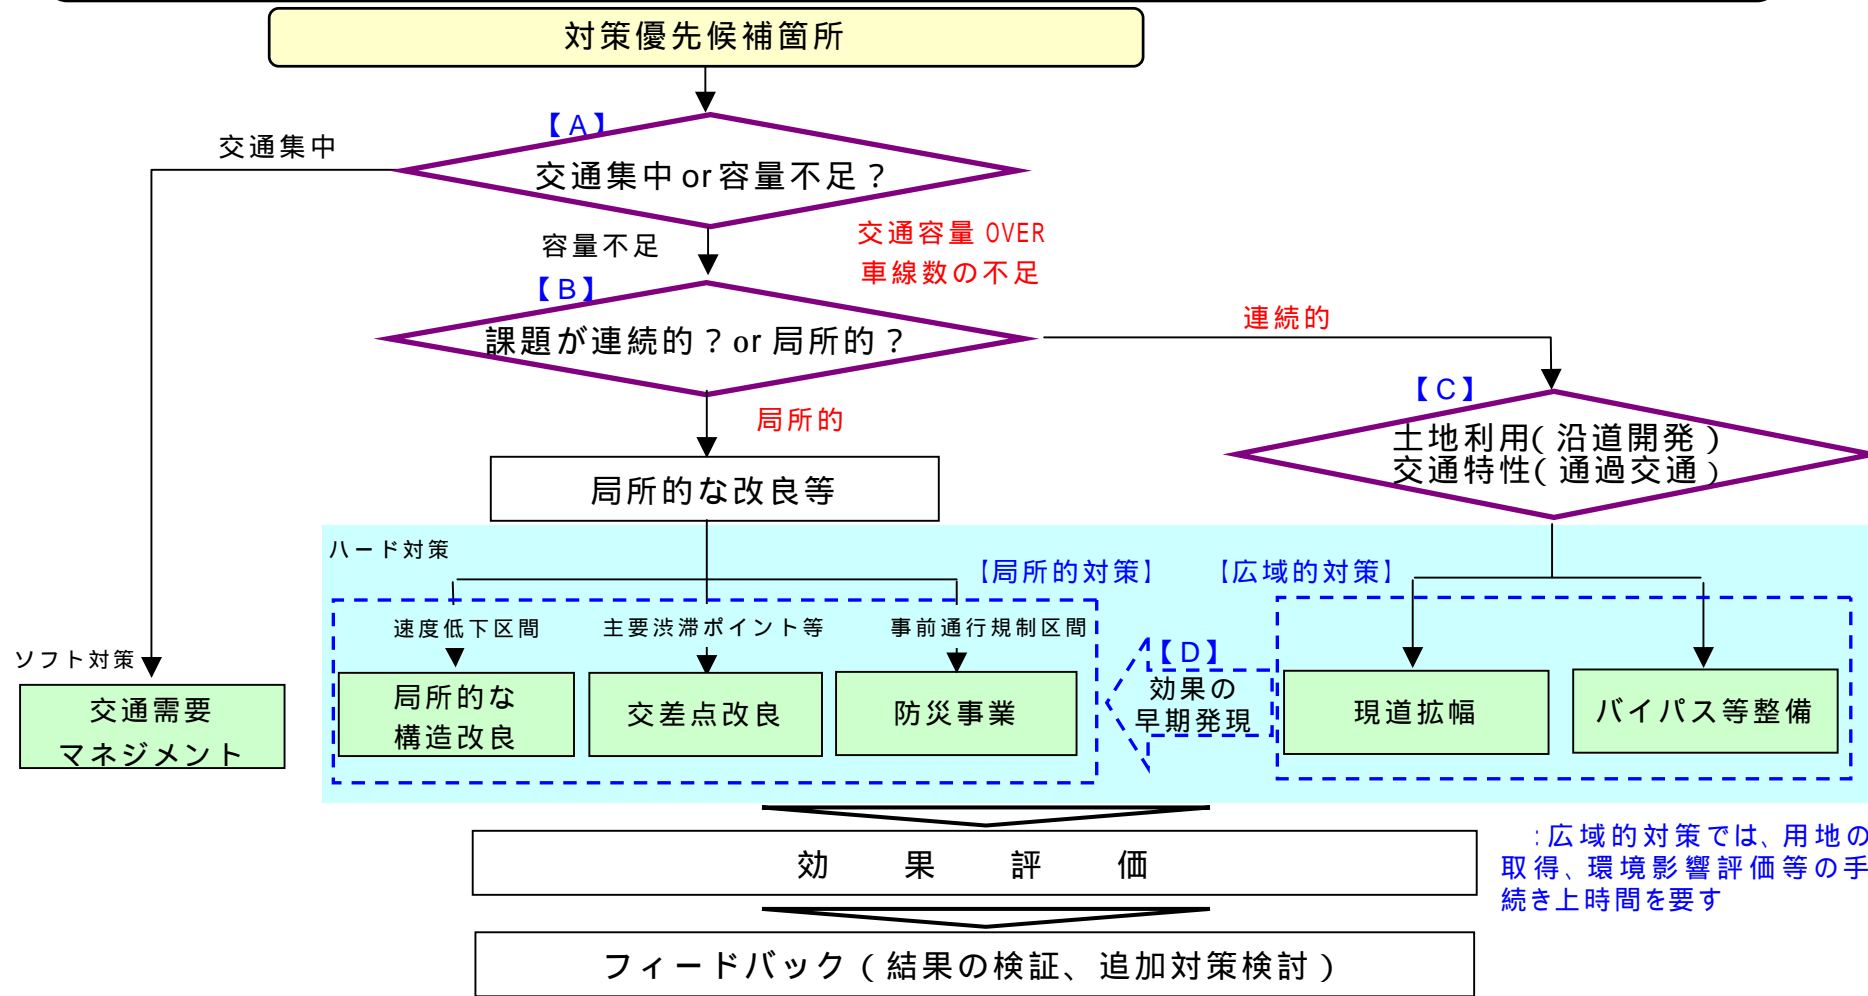 対策優先候補箇所
【A】
交通集中
交通集中or容量不足？
容量不足
交通容量 OVER
車線数の不足
【B】
課題が連続的？or 局所的？
連続的
局所的
【C】
土地利用(沿道開発)
交通特性(通過交通)
局所的な改良等
ハード対策
【局所的対策】
【広域的対策】
速度低下区間
主要渋滞ポイント等
事前通行規制区間
ソフト対策
交通需要
マネジメント
局所的な
構造改良
交差点改良
防災事業
【D】
効果の
早期発現
現道拡幅
バイパス等整備
効果評価
:広域的対策では、用地の
取得、環境影響評価等の手
続き上時間を要す
フィードバック(結果の検証、追加対策検討)